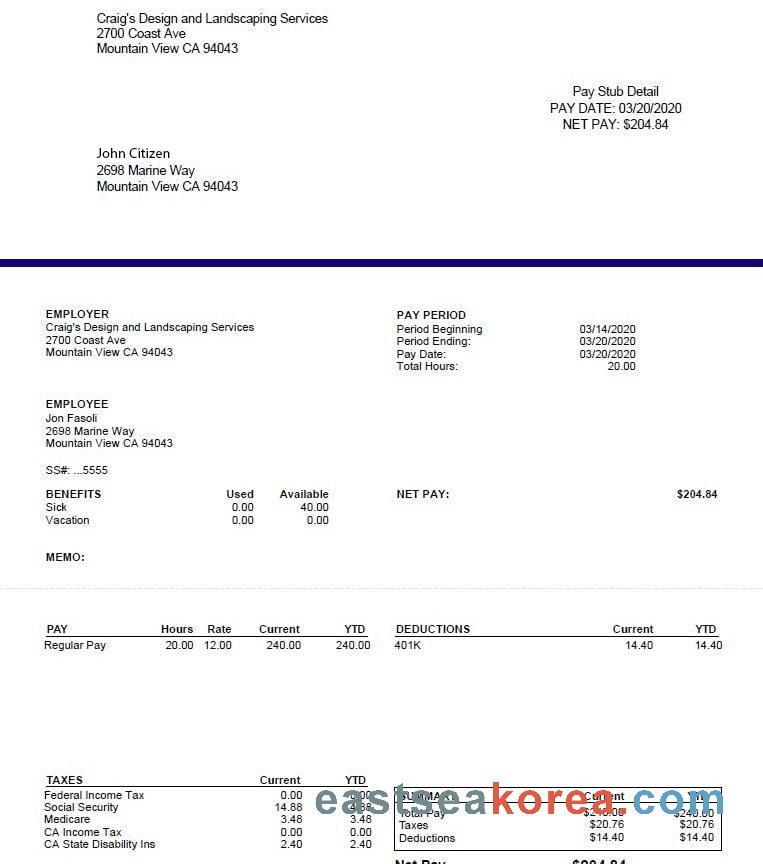 Craig's Design and Landscaping Services
2700 Coast Ave
Mountain View CA 94043
Pay Stub Detail
PAY DATE: 03/20/2020
NET PAY: $204.84
John Citizen
2698 Marine Way
Mountain View CA 94043
EMPLOYER
Craig's Design and Landscaping Services
2700 Coast Ave
Mountain View CA 94043
PAY PERIOD
Period Beginning 03/14/2020
Period Ending: 03/20/2020
Pay Date: 03/20/2020
Total Hours: 20.00
EMPLOYEE
Jon Fasoli
2698 Marine Way
Mountain View CA 94043
SS#: ...5555
BENEFITS Used Available
Sick 0.00 40.00
Vacation 0.00 0.00
NET PAY: $204.84
MEMO:
PAY Hours Rate Current YTD
Regular Pay 20.00 12.00 240.00 240.00
DEDUCTIONS Current YTD
401K 14.40 14.40
TAXES Current YTD
Federal Income Tax 0.00 0.00
Social Security 14.88 14.88
Medicare 3.48 3.48
CA Income Tax 0.00 0.00
CA State Disability Ins 2.40 2.40
eastseakorea.com
SUMMARY Current YTD
Total Pay $240.00 $240.00
Taxes $20.76 $20.76
Deductions $14.40 $14.40
Net Pay $204.84